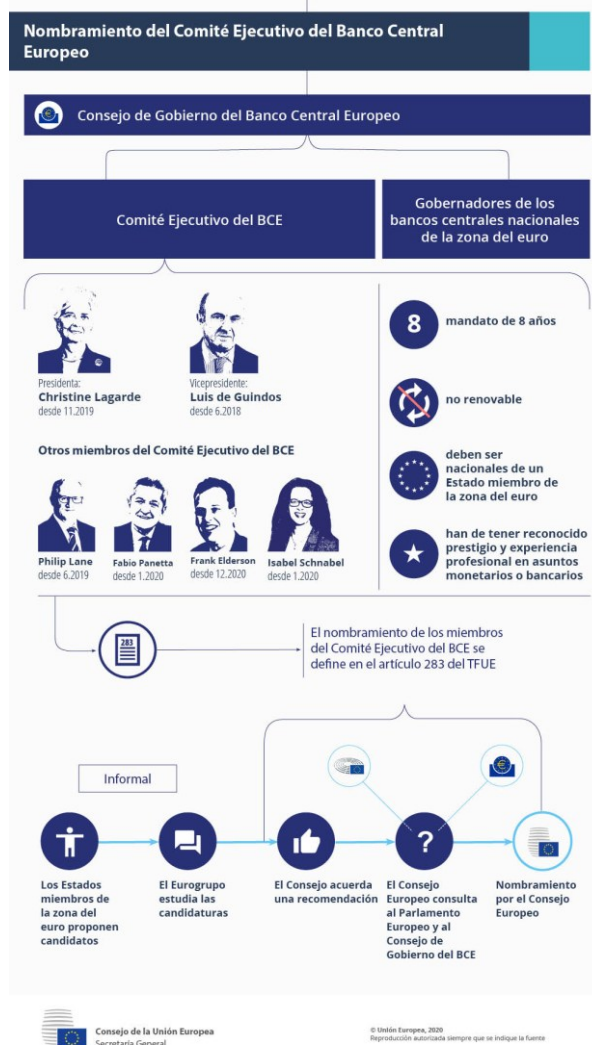 Nombramiento del Comité Ejecutivo del Banco Central
Europeo
Consejo de Gobierno del Banco Central Europeo
Comité Ejecutivo del BCE
Gobernadores de los
bancos centrales nacionales
de la zona del euro
Presidenta:
Christine Lagarde
desde 11.2019
Vicepresidente:
Luis de Guindos
desde 6.2018
Otros miembros del Comité Ejecutivo del BCE
Philip Lane
desde 6.2019
Fabio Panetta
desde 1.2020
Frank Elderson
desde 12.2020
Isabel Schnabel
desde 1.2020
8
mandato de 8 años
no renovable
deben ser
nacionales de un
Estado miembro de
la zona del euro
han de tener reconocido
prestigio y experiencia
profesional en asuntos
monetarios o bancarios
283
El nombramiento de los miembros
del Comité Ejecutivo del BCE se
define en el artículo 283 del TFUE
Informal
?
Los Estados
miembros de
la zona del
euro proponen
candidatos
El Eurogrupo
estudia las
candidaturas
El Consejo acuerda
una recomendación
El Consejo
Europeo consulta
al Parlamento
Europeo y al
Consejo de
Gobierno del BCE
Nombramiento
por el Consejo
Europeo
Consejo de la Unión Europea
Secretaría General
© Unión Europea, 2020
Reproducción autorizada siempre que se indique la fuente